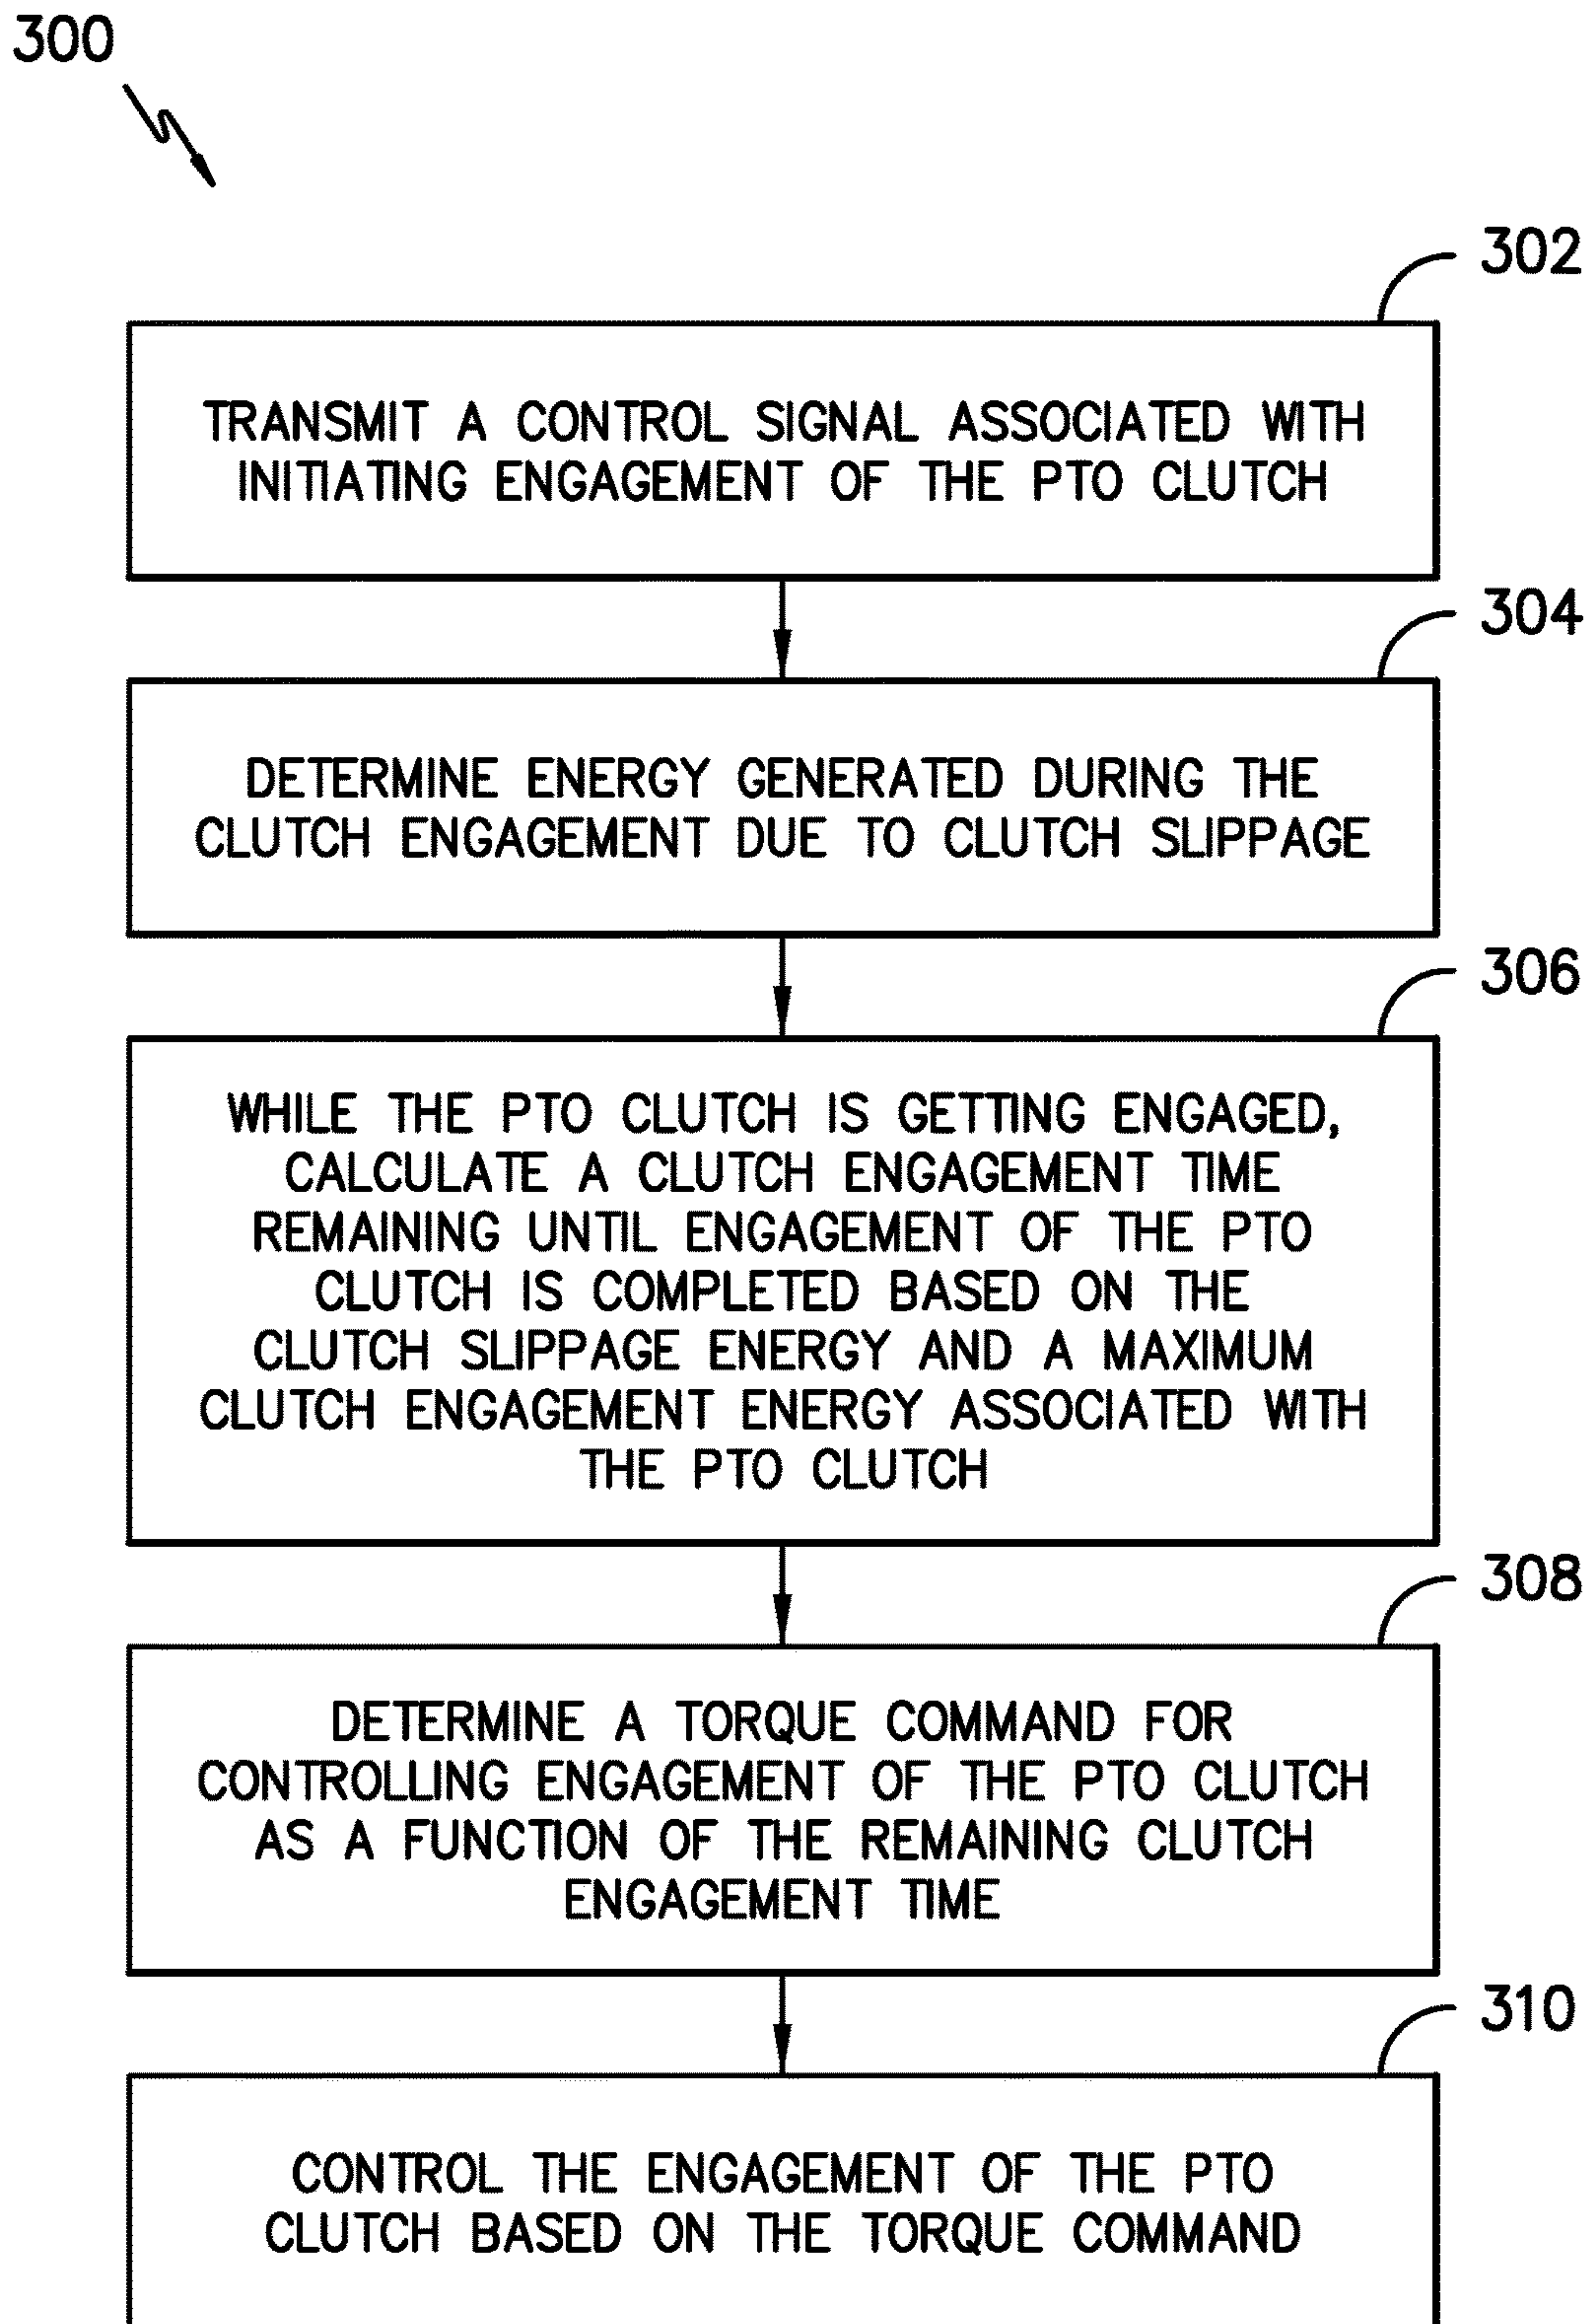 300
302
TRANSMIT A CONTROL SIGNAL ASSOCIATED WITH
INITIATING ENGAGEMENT OF THE PTO CLUTCH
304
DETERMINE ENERGY GENERATED DURING THE
CLUTCH ENGAGEMENT DUE TO CLUTCH SLIPPAGE
306
WHILE THE PTO CLUTCH IS GETTING ENGAGED,
CALCULATE A CLUTCH ENGAGEMENT TIME
REMAINING UNTIL ENGAGEMENT OF THE PTO
CLUTCH IS COMPLETED BASED ON THE
CLUTCH SLIPPAGE ENERGY AND A MAXIMUM
CLUTCH ENGAGEMENT ENERGY ASSOCIATED WITH
THE PTO CLUTCH
308
DETERMINE A TORQUE COMMAND FOR
CONTROLLING ENGAGEMENT OF THE PTO CLUTCH
AS A FUNCTION OF THE REMAINING CLUTCH
ENGAGEMENT TIME
310
CONTROL THE ENGAGEMENT OF THE PTO
CLUTCH BASED ON THE TORQUE COMMAND